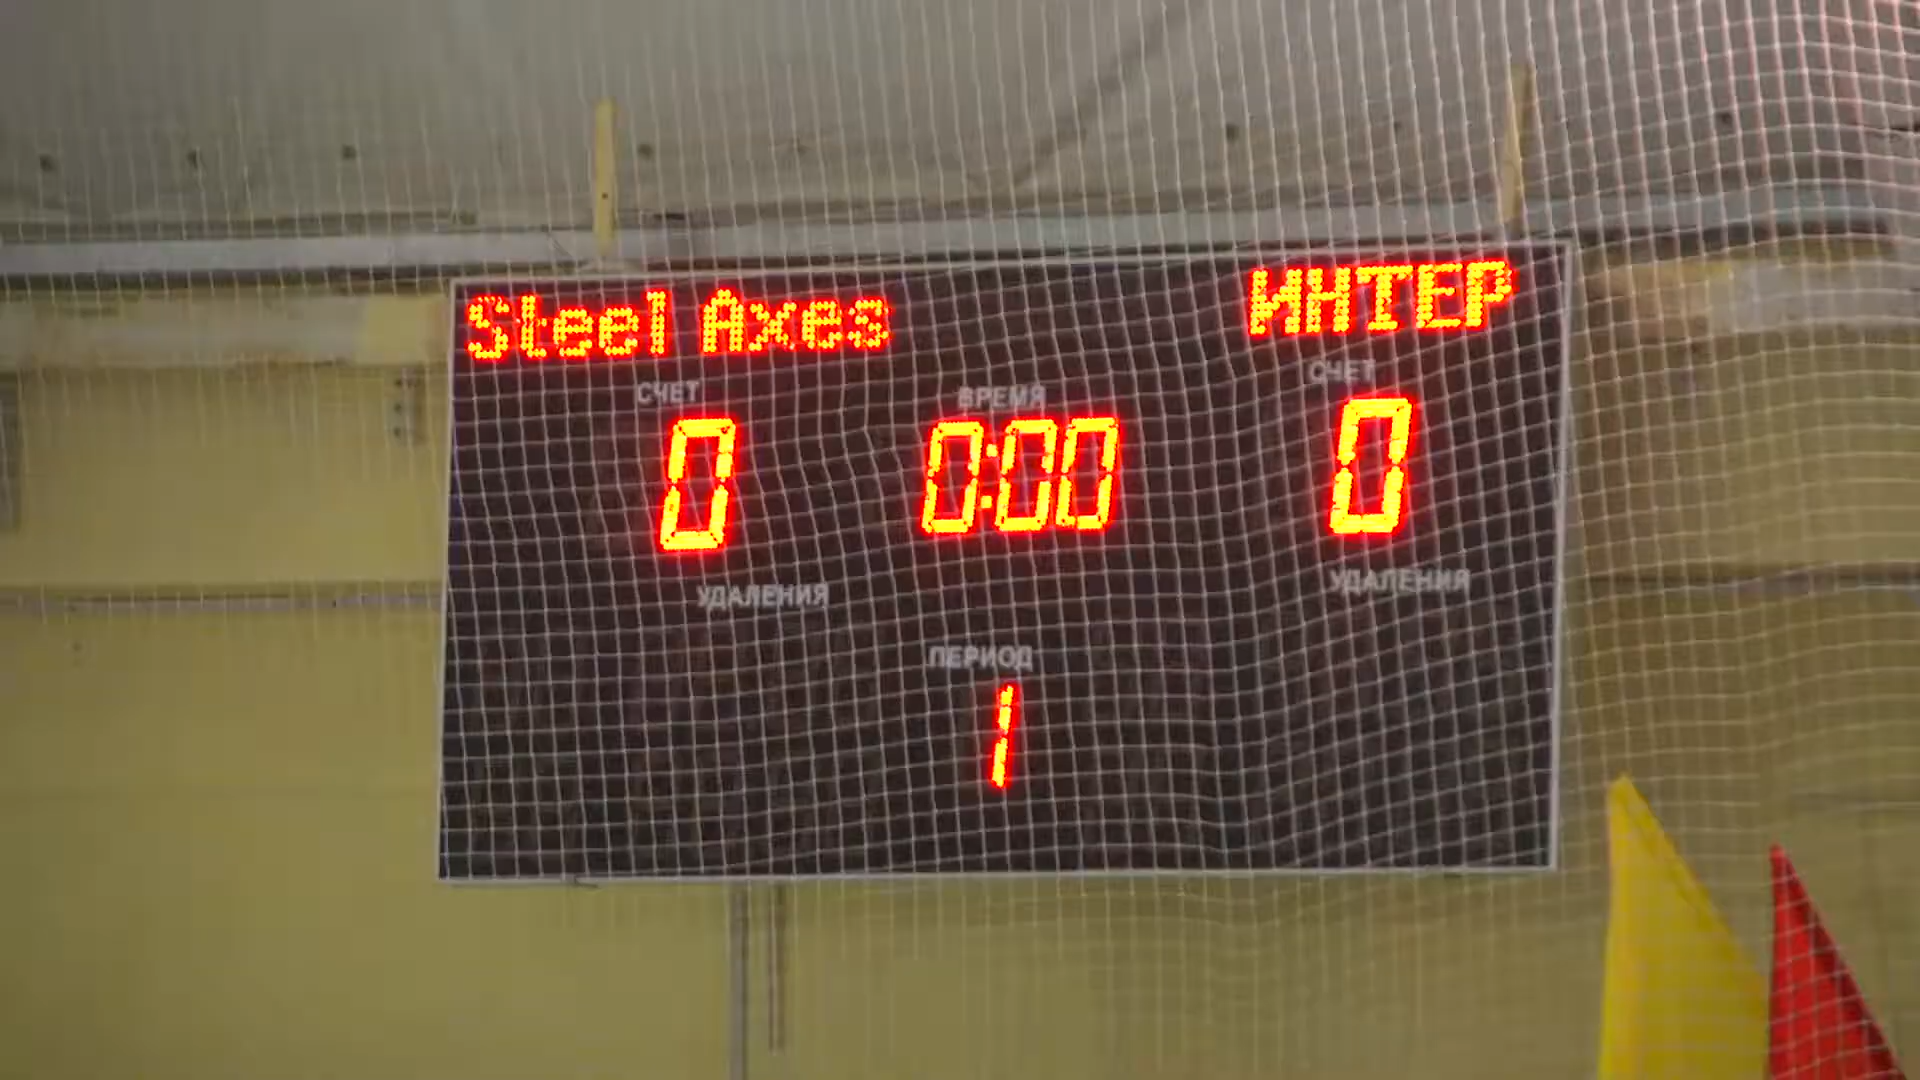 Steel Axes ИНТЕР
СЧЕТ ВРЕМЯ СЧЕТ
0 0:00 0
УДАЛЕНИЯ УДАЛЕНИЯ
ПЕРИОД
1